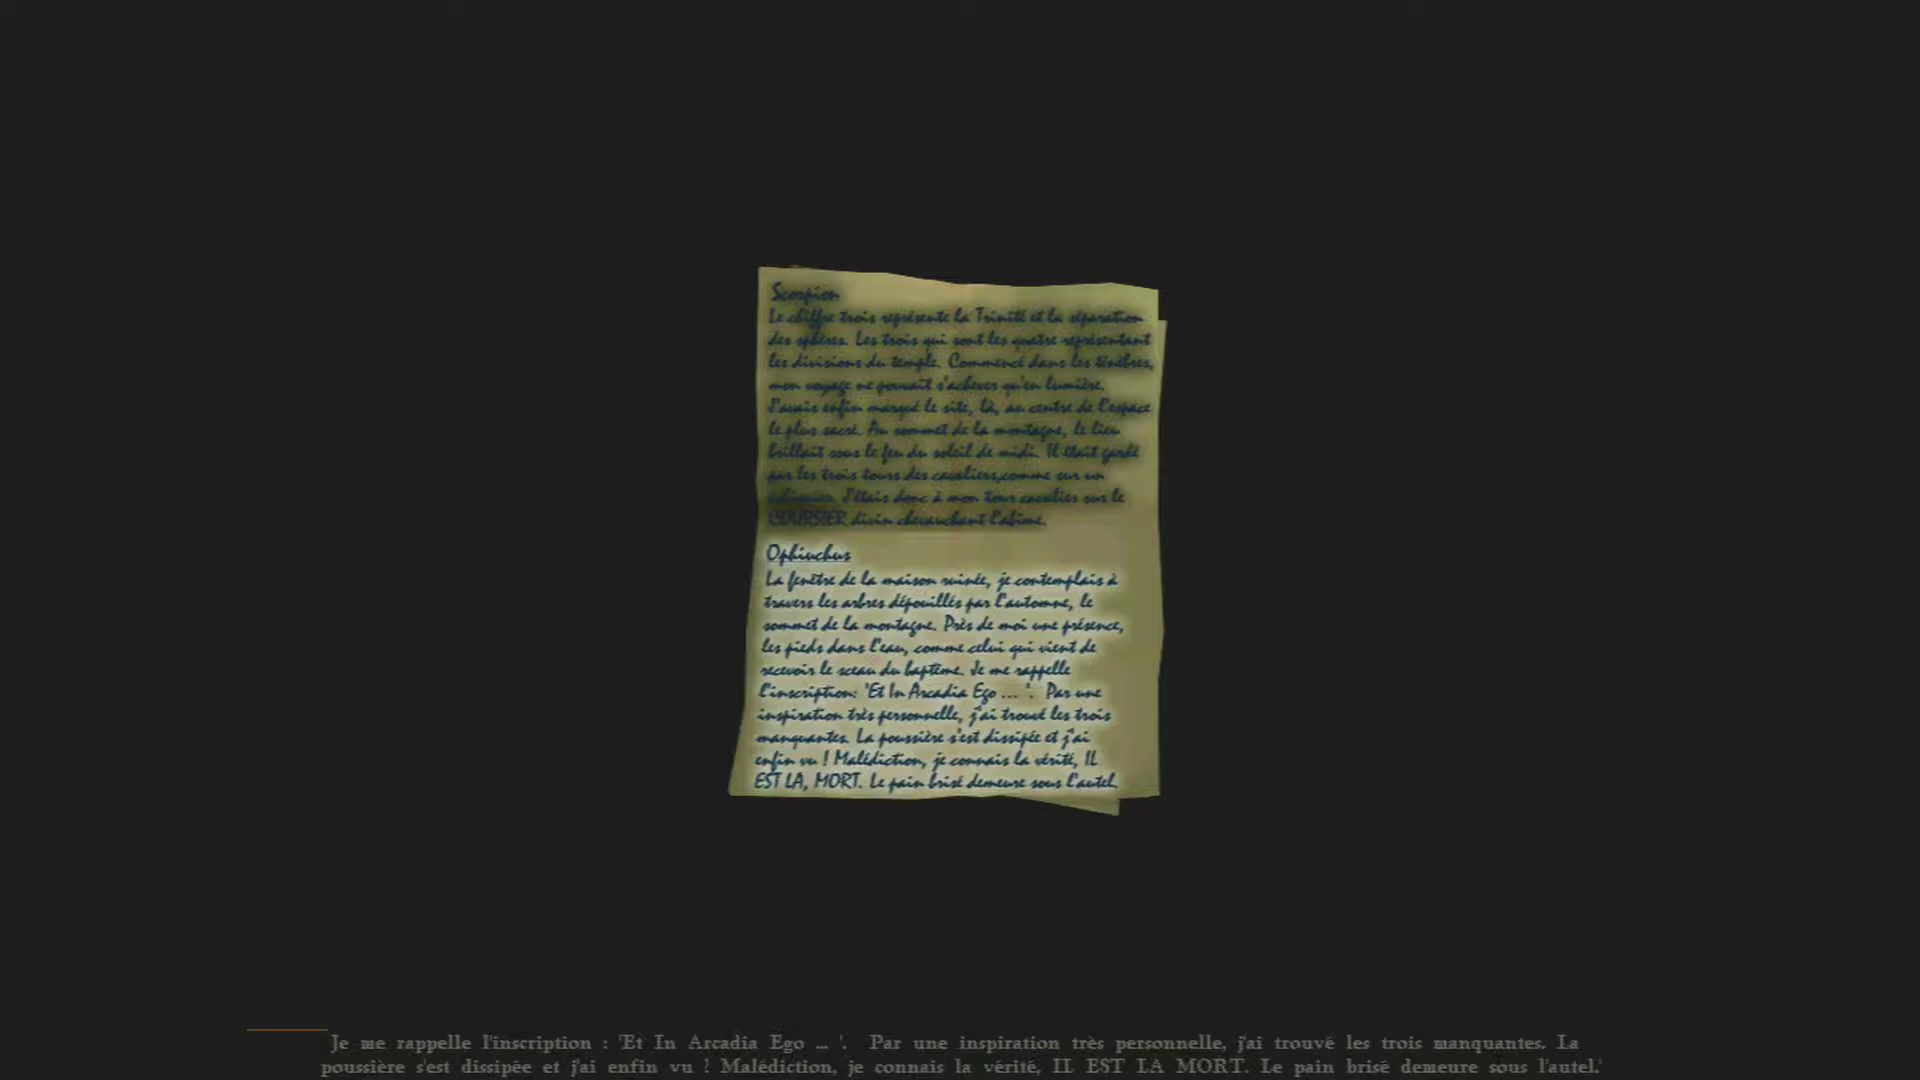 Scorpion
Le chiffre trois représente la Trinité et la séparation
des sphères. Les trois qui sont les quatre représentant
les divisions du temple. Commencé dans les ténèbres,
mon voyage ne pouvait s'achever qu'en lumière.
J'avais enfin marqué le site, là, au centre de l'espace
le plus sacré. Au sommet de la montagne, le lieu
brillait sous le feu du soleil de midi. Il était gardé
par les trois tours des cavaliers,comme sur un
échiquier. J'étais donc à mon tour cavalier sur le
COURSIER divin chevauchant l'abîme.
Ophiuchus
La fenêtre de la maison ruinée, je contemplais à
travers les arbres dépouillés par l'automne, le
sommet de la montagne. Près de moi une présence,
les pieds dans l'eau, comme celui qui vient de
recevoir le sceau du baptême. Je me rappelle
l'inscription: 'Et In Arcadia Ego ... '. Par une
inspiration très personnelle, j'ai trouvé les trois
manquantes. La poussière s'est dissipée et j'ai
enfin vu ! Malédiction, je connais la vérité, IL
EST LA, MORT. Le pain brisé demeure sous l'autel.
Je me rappelle l'inscription : 'Et In Arcadia Ego ... '. Par une inspiration très personnelle, j'ai trouvé les trois manquantes. La
poussière s'est dissipée et j'ai enfin vu ! Malédiction, je connais la vérité, IL EST LA MORT. Le pain brisé demeure sous l'autel.'